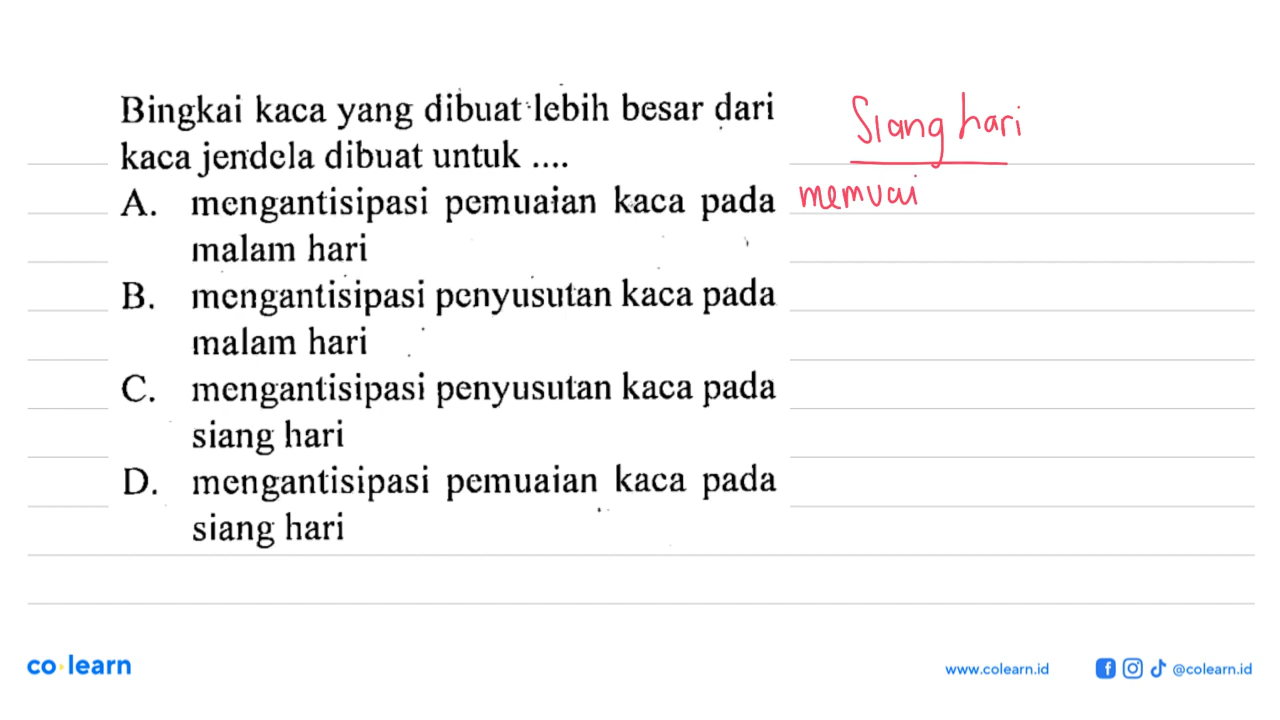 Bingkai kaca yang dibuat lebih besar dari
kaca jendela dibuat untuk ....
A. mengantisipasi pemuaian kaca pada
malam hari
B. mengantisipasi penyusutan kaca pada
malam hari
C. mengantisipasi penyusutan kaca pada
siang hari
D. mengantisipasi pemuaian kaca pada
siang hari
Siang hari
memuai
co learn
www.colearn.id
@colearn.id